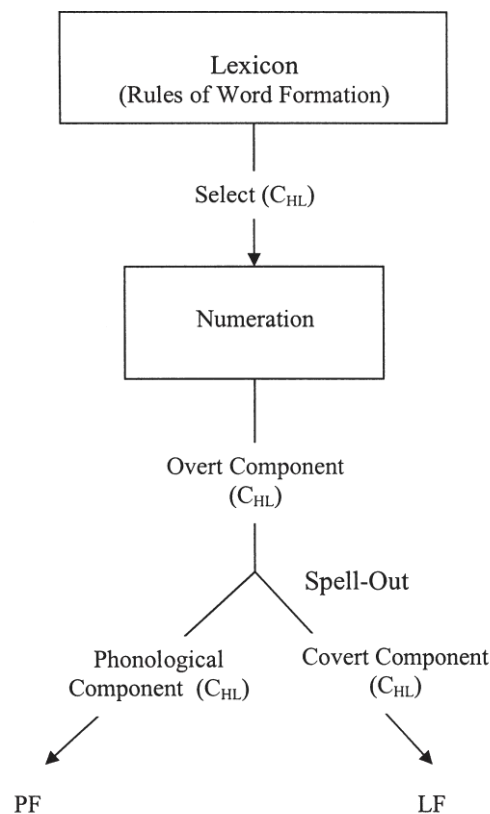 Lexicon
(Rules of Word Formation)
Select (C_HL)
Numeration
Overt Component
(C_HL)
Spell-Out
Phonological
Component (C_HL)
Covert Component
(C_HL)
PF
LF